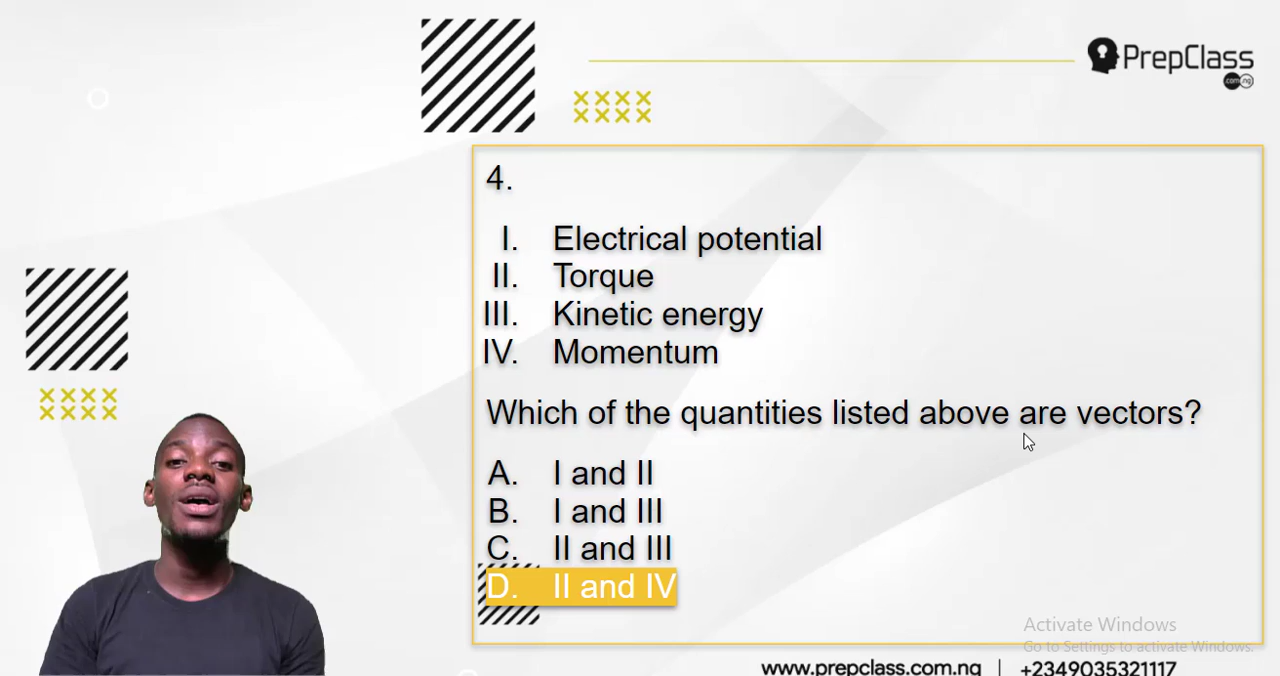 PrepClass
.com.ng
4.
I. Electrical potential
II. Torque
III. Kinetic energy
IV. Momentum
Which of the quantities listed above are vectors?
A. I and II
B. I and III
C. II and III
D. II and IV
Activate Windows
Go to Settings to activate Windows.
www.prepclass.com.ng | +2349035321117